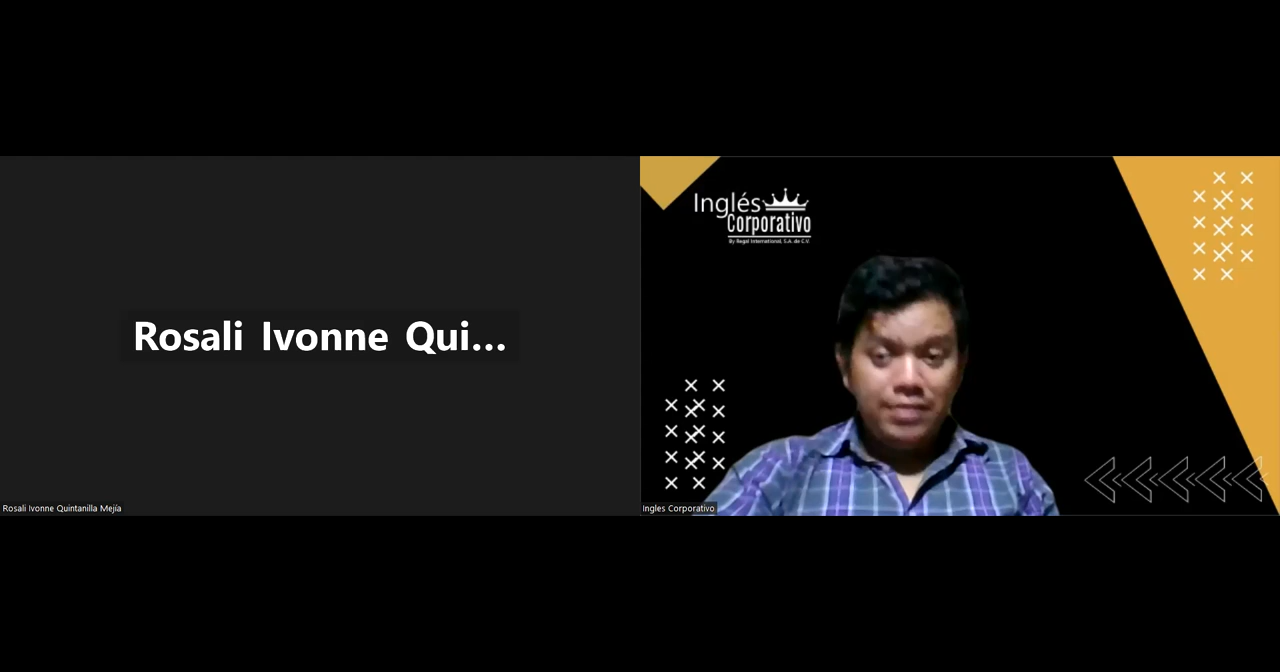 Rosali Ivonne Qui...
Rosali Ivonne Quintanilla Mejía
Inglés
Corporativo
By Regal International, S.A. de C.V.
Ingles Corporativo